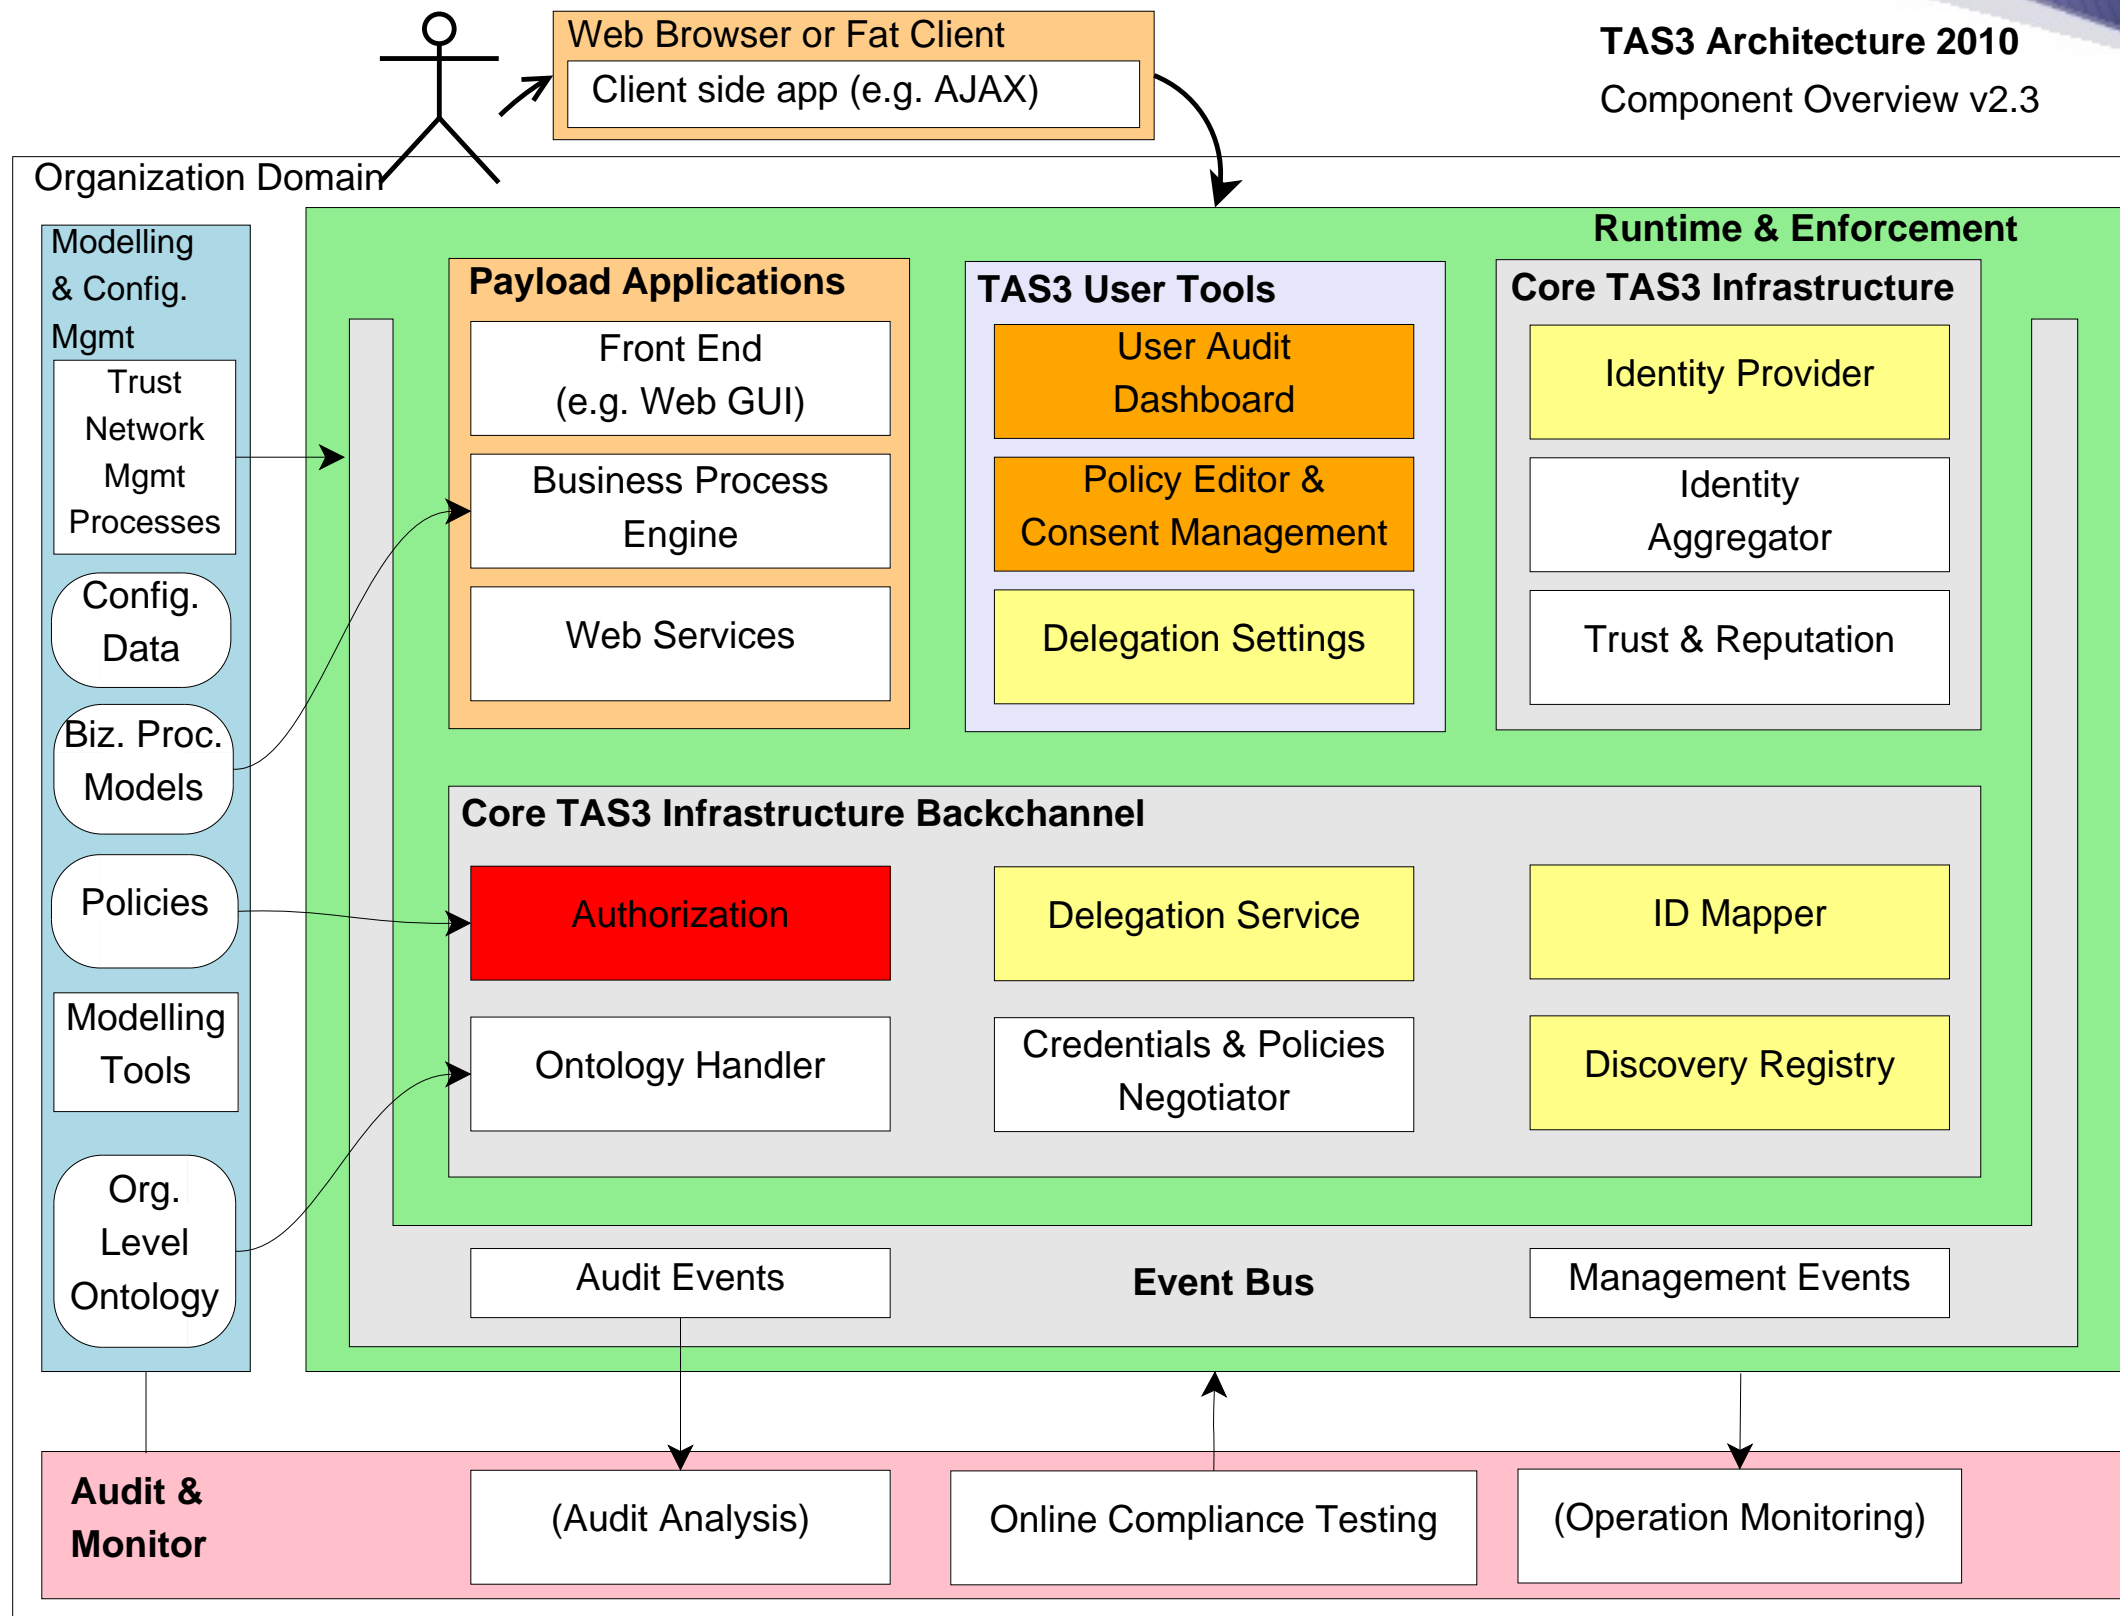 Web Browser or Fat Client
Client side app (e.g. AJAX)
TAS3 Architecture 2010
Component Overview v2.3
Organization Domain
Modelling
& Config.
Mgmt
Trust
Network
Mgmt
Processes
Config.
Data
Biz. Proc.
Models
Policies
Modelling
Tools
Org.
Level
Ontology
Runtime & Enforcement
Payload Applications
Front End
(e.g. Web GUI)
Business Process
Engine
Web Services
TAS3 User Tools
User Audit
Dashboard
Policy Editor &
Consent Management
Delegation Settings
Core TAS3 Infrastructure
Identity Provider
Identity
Aggregator
Trust & Reputation
Core TAS3 Infrastructure Backchannel
Authorization
Delegation Service
ID Mapper
Ontology Handler
Credentials & Policies
Negotiator
Discovery Registry
Audit Events
Event Bus
Management Events
Audit &
Monitor
(Audit Analysis)
Online Compliance Testing
(Operation Monitoring)